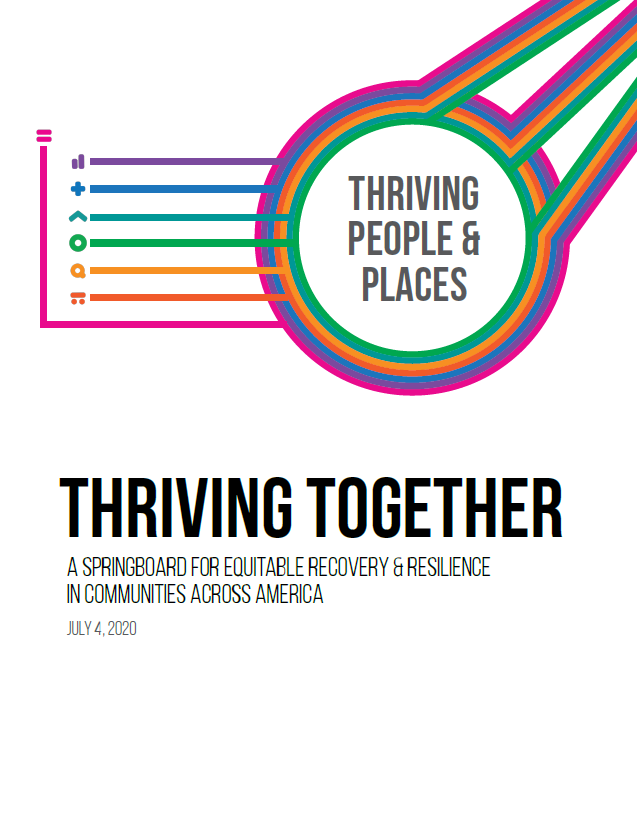 THRIVING
PEOPLE &
PLACES
THRIVING TOGETHER
A SPRINGBOARD FOR EQUITABLE RECOVERY & RESILIENCE
IN COMMUNITIES ACROSS AMERICA
JULY 4, 2020